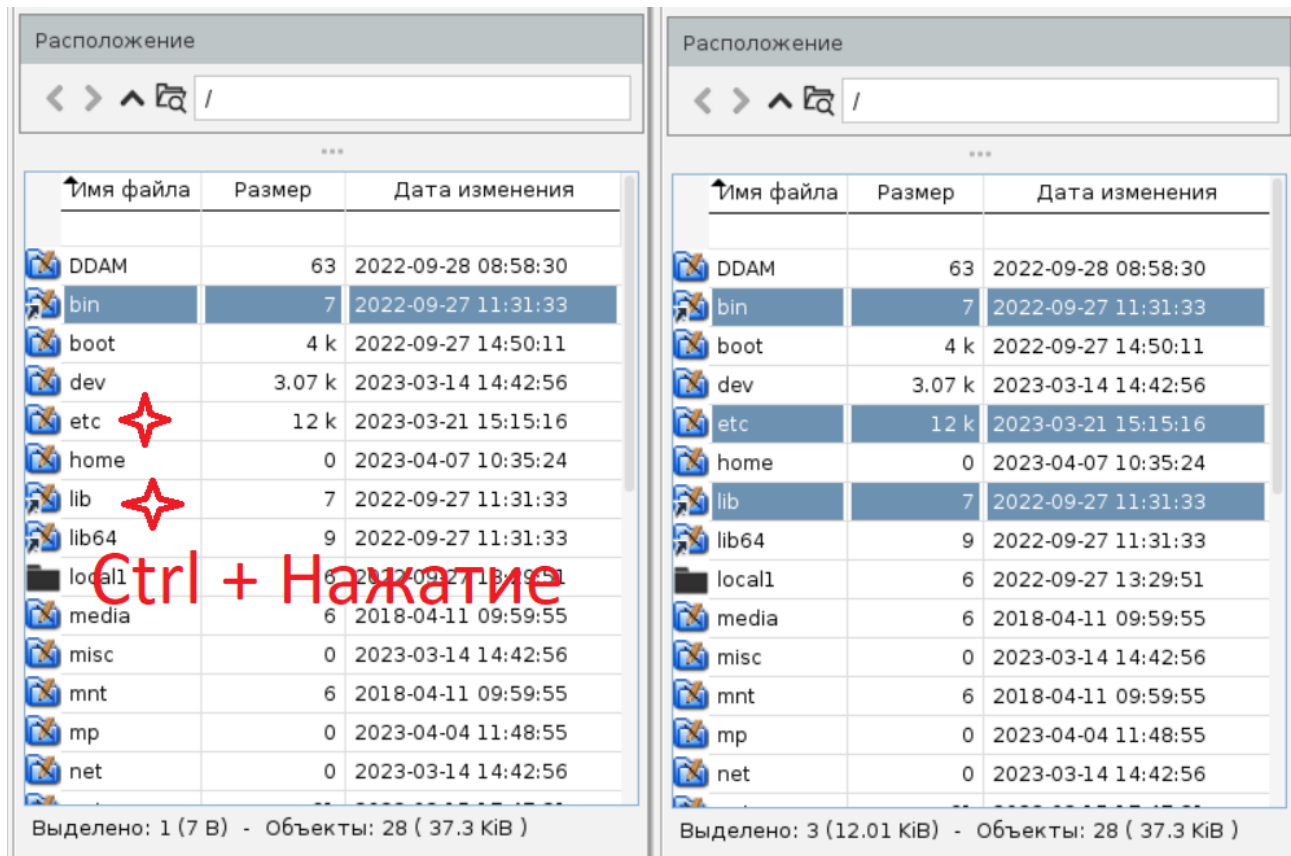 Расположение
/
...
Имя файла Размер Дата изменения
DDAM 63 2022-09-28 08:58:30
bin 7 2022-09-27 11:31:33
boot 4 k 2022-09-27 14:50:11
dev 3.07 k 2023-03-14 14:42:56
etc 12 k 2023-03-21 15:15:16
home 0 2023-04-07 10:35:24
lib 7 2022-09-27 11:31:33
lib64 9 2022-09-27 11:31:33
local1 6 2022-09-27 13:29:51
Ctrl + Нажатие
media 6 2018-04-11 09:59:55
misc 0 2023-03-14 14:42:56
mnt 6 2018-04-11 09:59:55
mp 0 2023-04-04 11:48:55
net 0 2023-03-14 14:42:56
Выделено: 1 (7 B) - Объекты: 28 ( 37.3 KiB )
Расположение
/
...
Имя файла Размер Дата изменения
DDAM 63 2022-09-28 08:58:30
bin 7 2022-09-27 11:31:33
boot 4 k 2022-09-27 14:50:11
dev 3.07 k 2023-03-14 14:42:56
etc 12 k 2023-03-21 15:15:16
home 0 2023-04-07 10:35:24
lib 7 2022-09-27 11:31:33
lib64 9 2022-09-27 11:31:33
local1 6 2022-09-27 13:29:51
media 6 2018-04-11 09:59:55
misc 0 2023-03-14 14:42:56
mnt 6 2018-04-11 09:59:55
mp 0 2023-04-04 11:48:55
net 0 2023-03-14 14:42:56
Выделено: 3 (12.01 KiB) - Объекты: 28 ( 37.3 KiB )